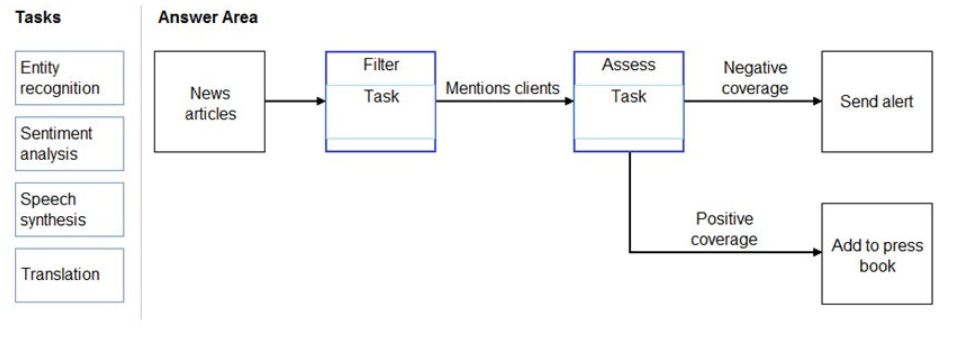 Tasks
Answer Area
Entity
recognition
Sentiment
analysis
Speech
synthesis
Translation
News
articles
Filter
Task
Mentions clients
Assess
Task
Negative
coverage
Send alert
Positive
coverage
Add to press
book